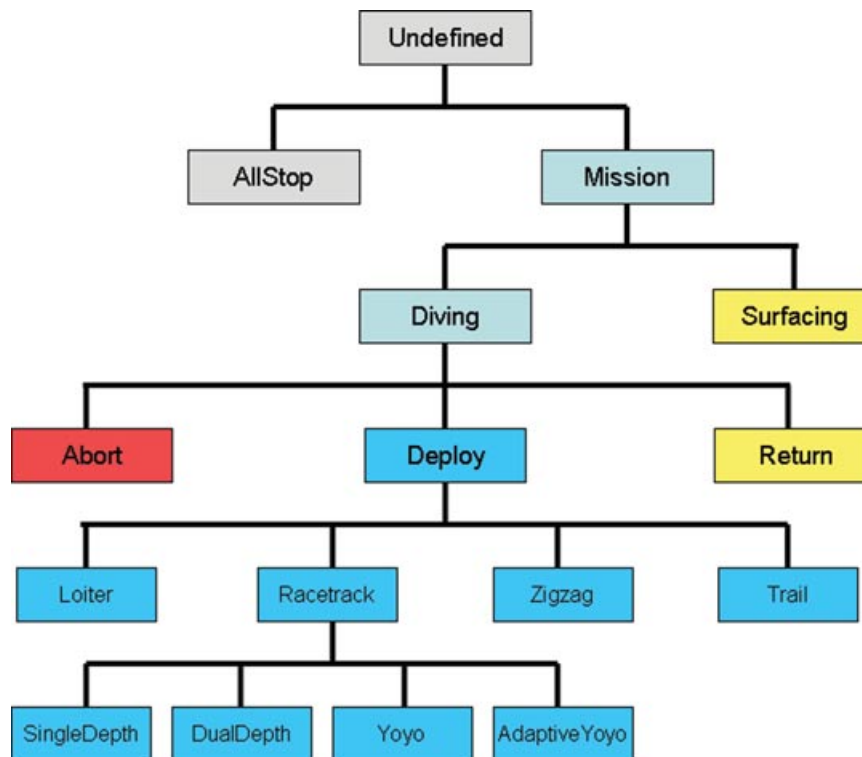 Undefined
AllStop
Mission
Diving
Surfacing
Abort
Deploy
Return
Loiter
Racetrack
Zigzag
Trail
SingleDepth
DualDepth
Yoyo
AdaptiveYoyo